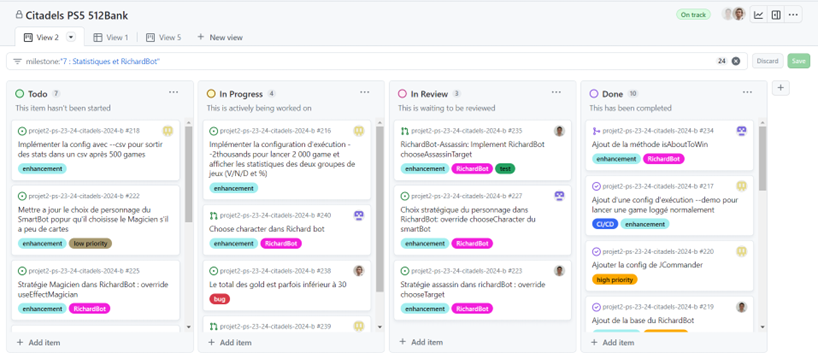 Citadels PS5 512Bank
On track
View 2
View 1
View 5
New view
milestone:"7 : Statistiques et RichardBot"
24
Discard
Save
Todo 7
This item hasn't been started
projet2-ps-23-24-citadels-2024-b #218
Implémenter la config avec --csv pour sortir
des stats dans un csv après 500 games
enhancement
projet2-ps-23-24-citadels-2024-b #222
Mettre a jour le choix de personnage du
SmartBot popur qu'il choisisse le Magicien s'il
a peu de cartes
enhancement low priority
projet2-ps-23-24-citadels-2024-b #225
Stratégie Magicien dans RichardBot : override
useEffectMagician
enhancement RichardBot
Add item
In Progress 4
This is actively being worked on
projet2-ps-23-24-citadels-2024-b #216
Implémenter la configuration d'exécution -
-2thousands pour lancer 2 000 game et
afficher les statistiques des deux groupes de
jeux (V/N/D et %)
enhancement
projet2-ps-23-24-citadels-2024-b #240
Choose character dans Richard bot
enhancement RichardBot
projet2-ps-23-24-citadels-2024-b #238
Le total des gold est parfois inférieur à 30
bug
projet2-ps-23-24-citadels-2024-b #239
Add item
In Review 3
This is waiting to be reviewed
projet2-ps-23-24-citadels-2024-b #235
RichardBot-Assassin: Implement RichardBot
chooseAssassinTarget
enhancement RichardBot test
projet2-ps-23-24-citadels-2024-b #227
Choix stratégique du personnage dans
RichardBot: override chooseCharacter du
smartBot
enhancement RichardBot
projet2-ps-23-24-citadels-2024-b #223
Stratégie assassin dans richardbot : override
chooseTarget
enhancement RichardBot
Add item
Done 10
This has been completed
projet2-ps-23-24-citadels-2024-b #234
Ajout de la méthode isAboutToWin
enhancement RichardBot
projet2-ps-23-24-citadels-2024-b #217
Ajout d'une config d'exécution --demo pour
lancer une game loggé normalement
CI/CD enhancement
projet2-ps-23-24-citadels-2024-b #220
Ajouter la config de JCommander
high priority
projet2-ps-23-24-citadels-2024-b #219
Ajout de la base du RichardBot
Add item